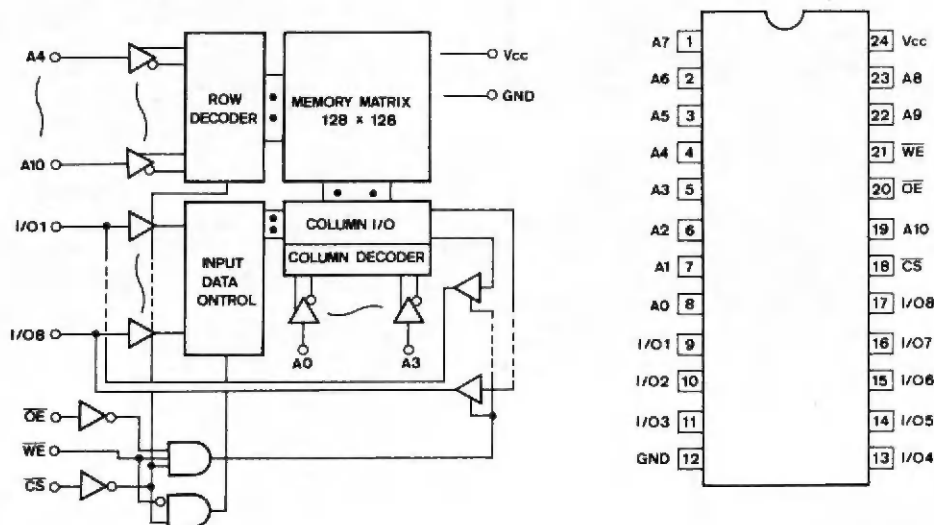 A4
A10
ROW
DECODER
MEMORY MATRIX
128 × 128
Vcc
GND
I/O1
I/O8
INPUT
DATA
ONTROL
COLUMN I/O
COLUMN DECODER
A0
A3
OE
WE
CS
A7 1
A6 2
A5 3
A4 4
A3 5
A2 6
A1 7
A0 8
I/O1 9
I/O2 10
I/O3 11
GND 12
24 Vcc
23 A8
22 A9
21 WE
20 OE
19 A10
18 CS
17 I/O8
16 I/O7
15 I/O6
14 I/O5
13 I/O4